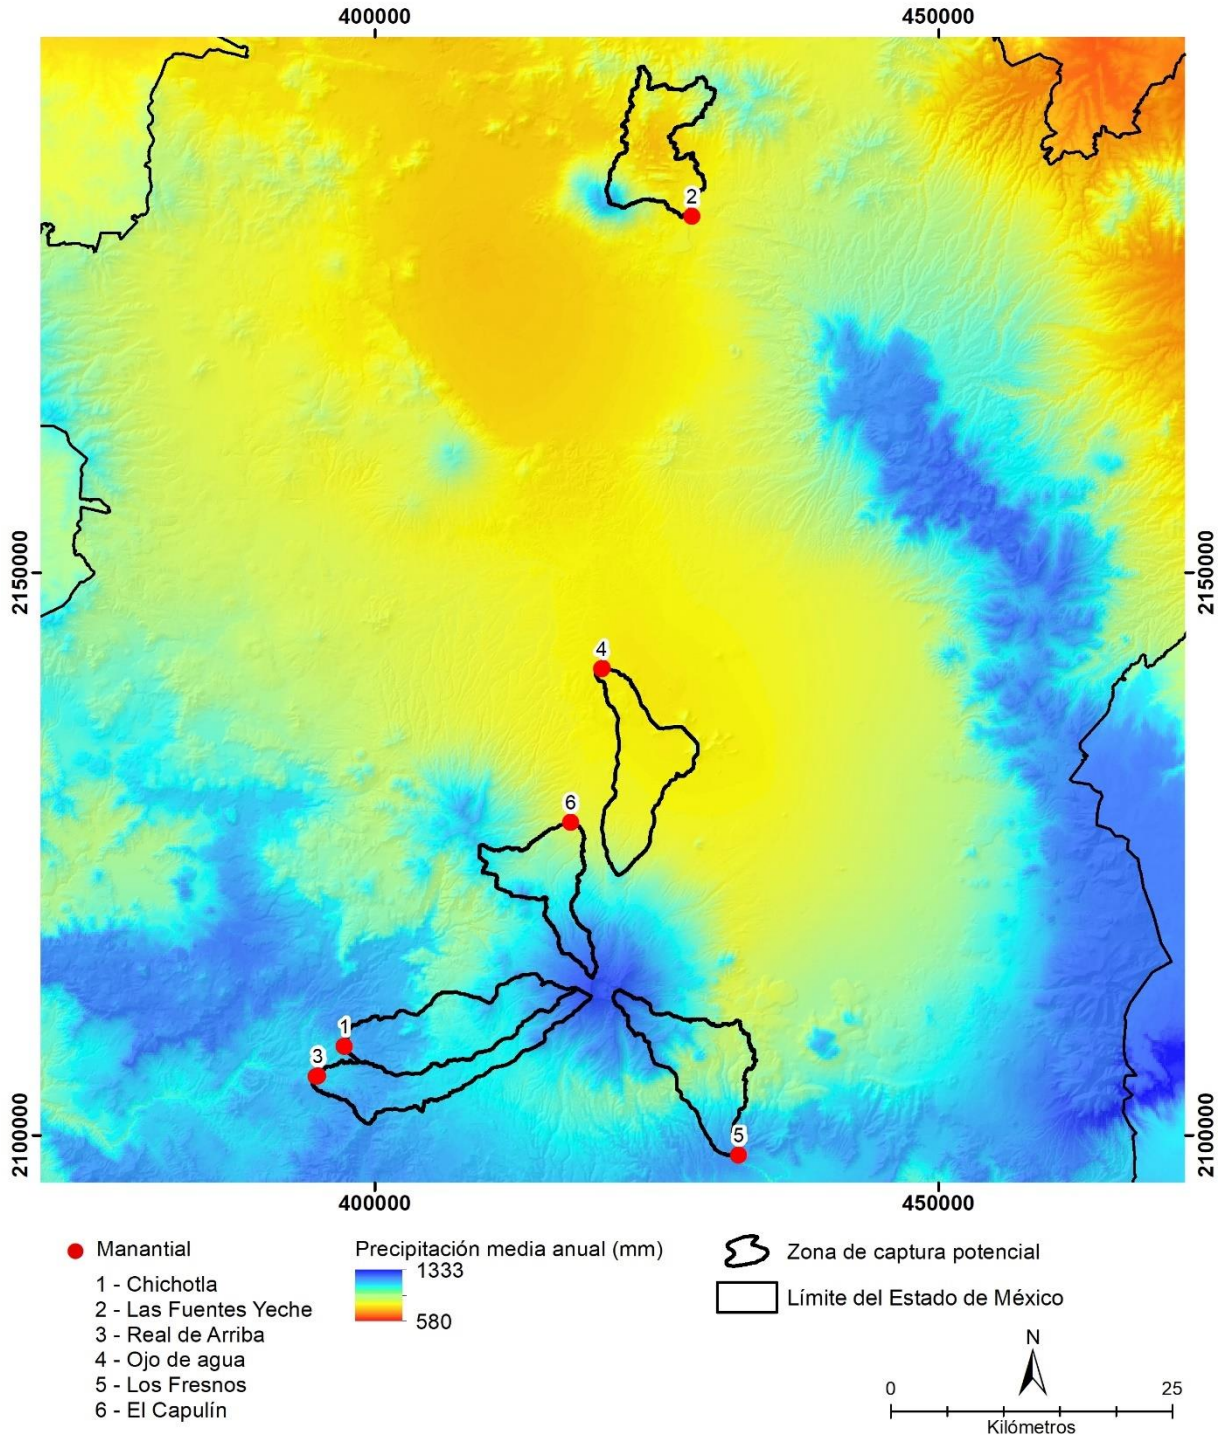 400000 450000
2
2150000 2150000
4
6
1
3
5
2100000 2100000
400000 450000
Manantial
1 - Chichotla
2 - Las Fuentes Yeche
3 - Real de Arriba
4 - Ojo de agua
5 - Los Fresnos
6 - El Capulín
Precipitación media anual (mm)
1333
580
Zona de captura potencial
Límite del Estado de México
N
0 25
Kilómetros